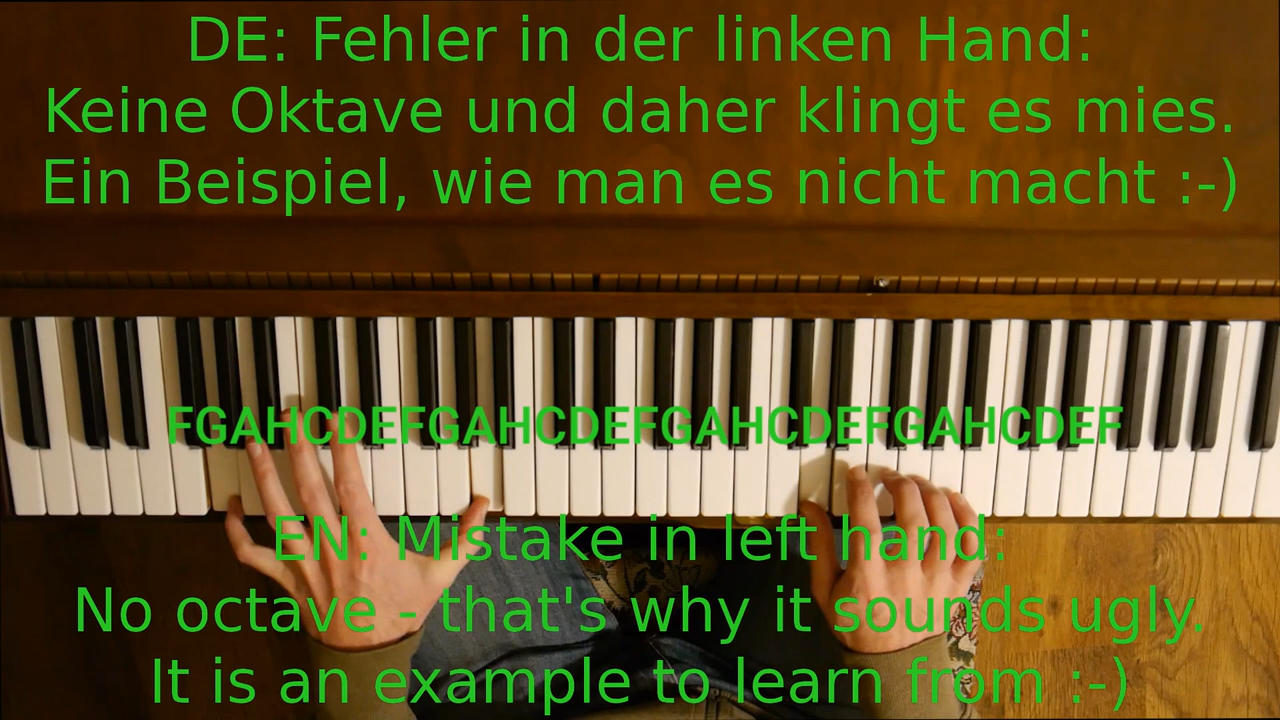 DE: Fehler in der linken Hand:
Keine Oktave und daher klingt es mies.
Ein Beispiel, wie man es nicht macht :-)
FGAHCDEFGAHCDEFGAHCDEFGAHCDEF
EN: Mistake in left hand:
No octave - that's why it sounds ugly.
It is an example to learn from :-)